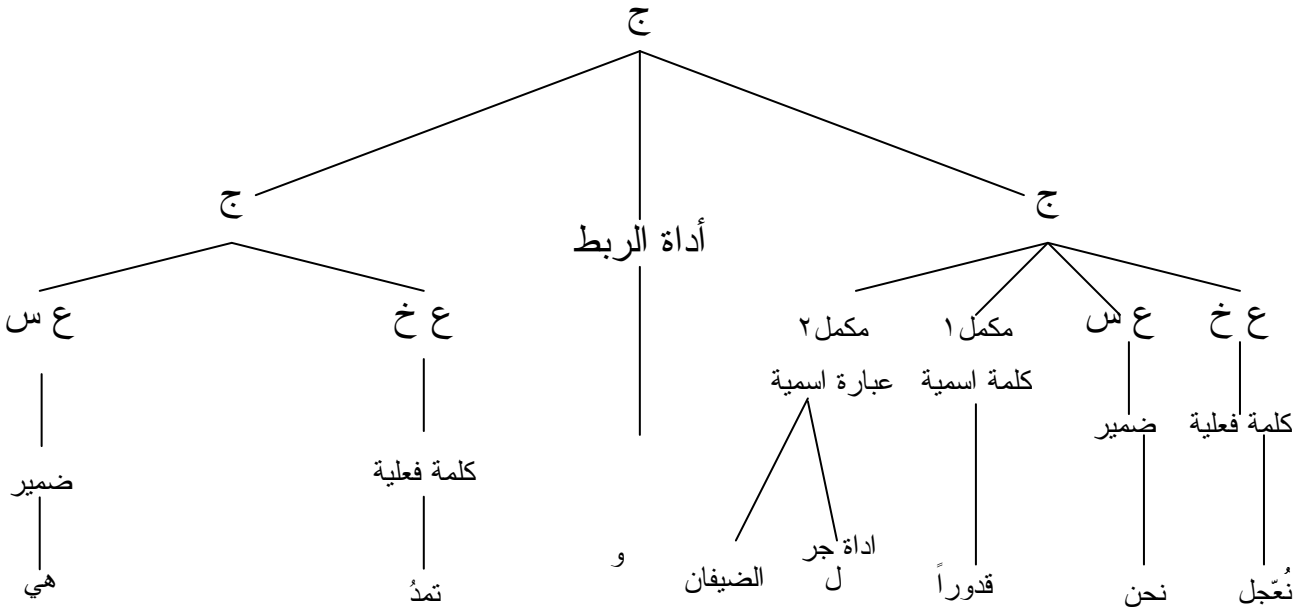 ج
ج
أداة الربط
ج
ع خ
ع س
مكمل١
مكمل٢
ع خ
ع س
كلمة اسمية
عبارة اسمية
كلمة فعلية
ضمير
كلمة فعلية
ضمير
اداة جر
و
نُعّجل
نحن
قدوراً
ل
الضيفان
تمدُ
هي